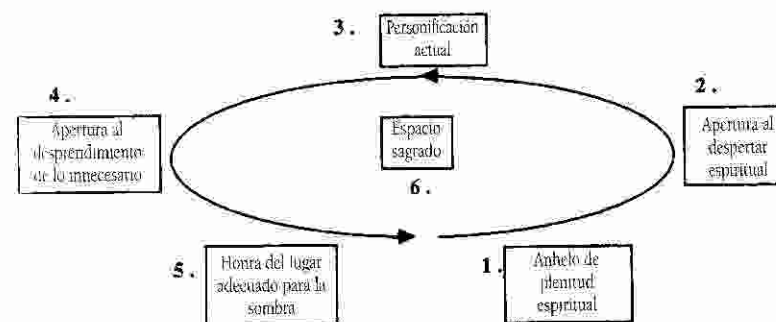 3.
Personificación
actual
4.
Apertura al
desprendimiento
de lo innecesario
Espacio
sagrado
6.
2.
Apertura al
despertar
espiritual
5.
Honra del lugar
adecuado para la
sombra
1.
Anhelo de
plenitud
espiritual